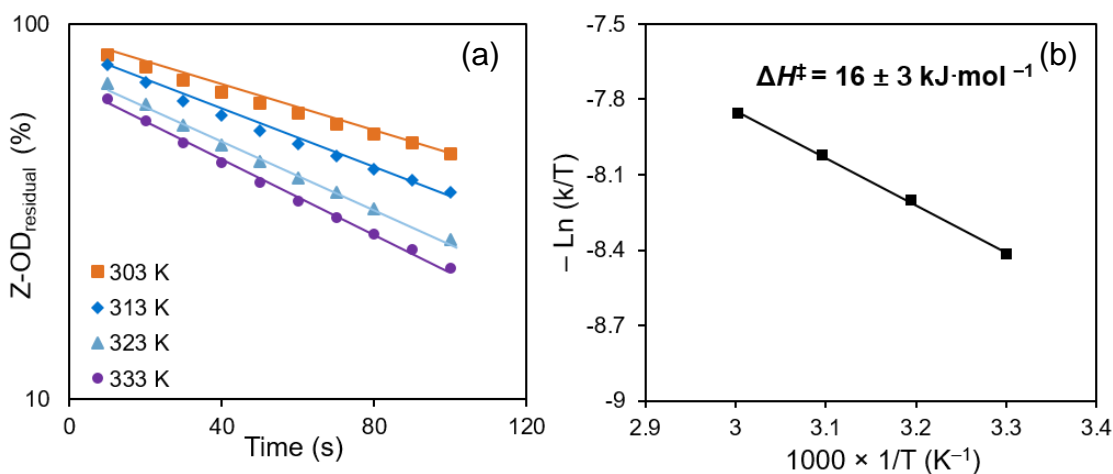 100
(a)
Z-OD residual (%)
303 K
313 K
323 K
333 K
10
0
40
80
120
Time (s)
-7.5
(b)
ΔH‡ = 16 ± 3 kJ·mol −1
-7.8
-8.1
-8.4
-8.7
-9
– Ln (k/T)
2.9
3
3.1
3.2
3.3
3.4
1000 × 1/T (K−1)